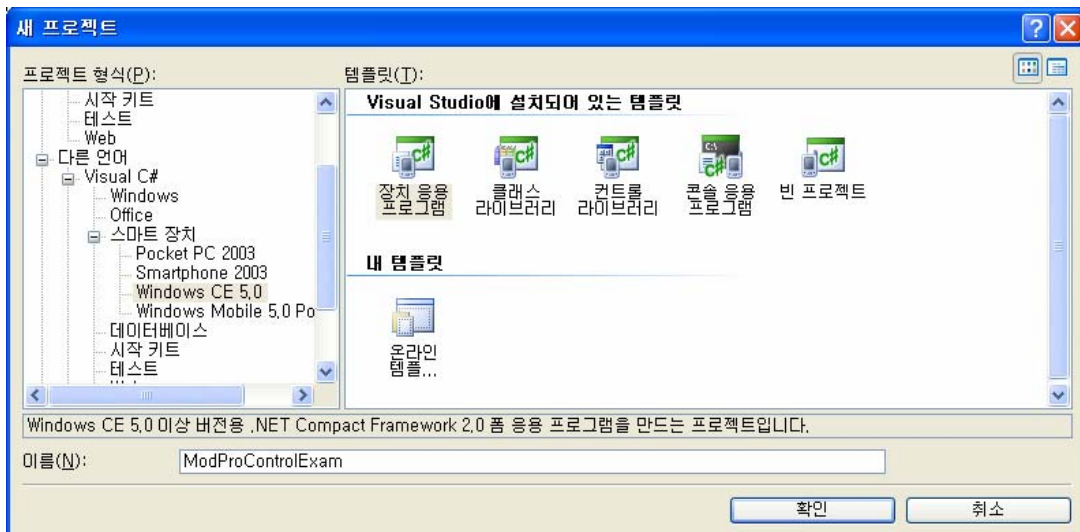 새 프로젝트
프로젝트 형식(P):
시작 키트
테스트
Web
다른 언어
Visual C#
Windows
Office
스마트 장치
Pocket PC 2003
Smartphone 2003
Windows CE 5.0
Windows Mobile 5.0 Po
데이터베이스
시작 키트
테스트
템플릿(T):
Visual Studio에 설치되어 있는 템플릿
장치 응용
프로그램
클래스
라이브러리
컨트롤
라이브러리
콘솔 응용
프로그램
빈 프로젝트
내 템플릿
온라인
템플...
Windows CE 5.0 이상 버전용 .NET Compact Framework 2.0 폼 응용 프로그램을 만드는 프로젝트입니다.
이름(N):
ModProControlExam
확인
취소